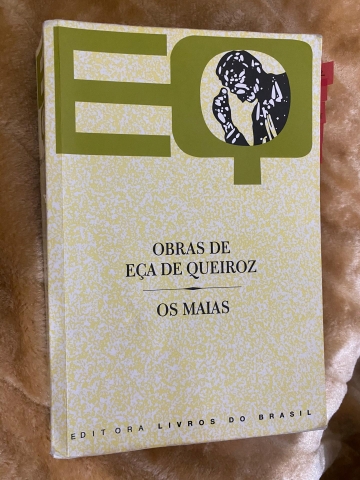 EQ
OBRAS DE
EÇA DE QUEIROZ
OS MAIAS
EDITORA LIVROS DO BRASIL